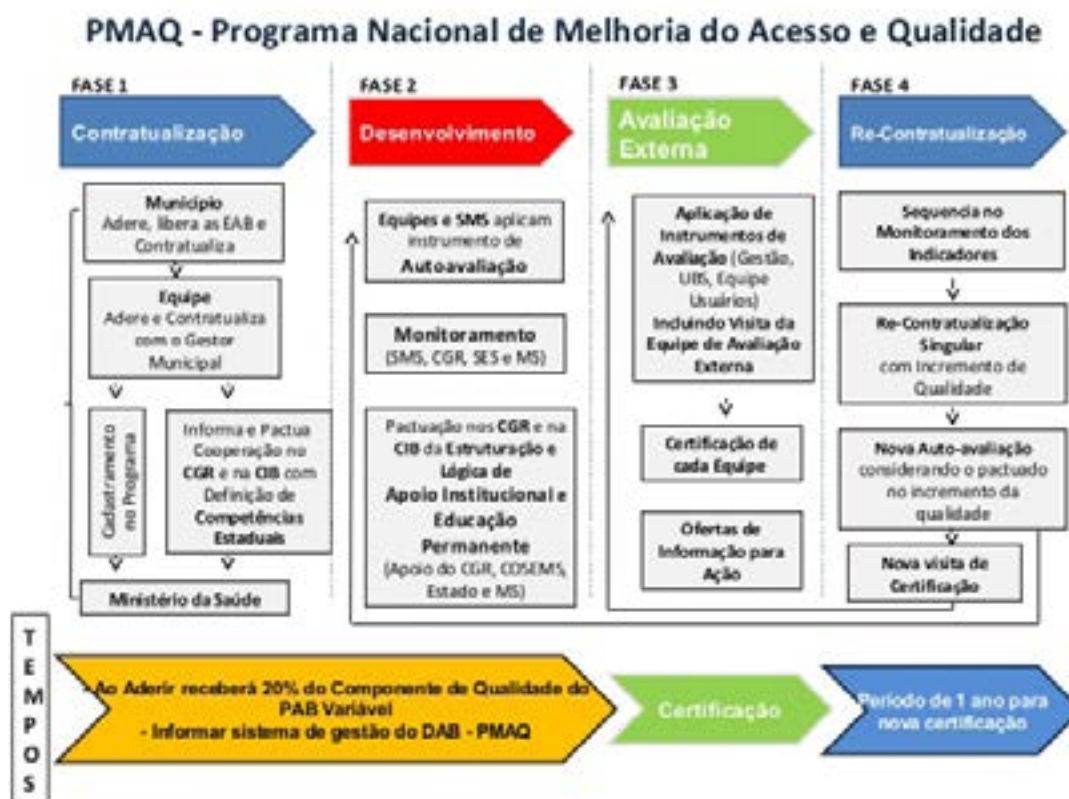 PMAQ - Programa Nacional de Melhoria do Acesso e Qualidade
FASE 1
Contratualização
Município
Adere, libera as EAB e
Contratualiza
Equipe
Adere e Contratualiza
com o Gestor
Municipal
Cadastramento
no Programa
Informa e Pactua
Cooperação no
CGR e na CIB com
Definição de
Competências
Estaduais
Ministério da Saúde
FASE 2
Desenvolvimento
Equipes e SMS aplicam
instrumento de
Autoavaliação
Monitoramento
(SMS, CGR, SES e MS)
Pactuação nos CGR e na
CIB da Estruturação e
Lógica de
Apoio Institucional e
Educação
Permanente
(Apoio do CGR, COSEMS,
Estado e MS)
FASE 3
Avaliação
Externa
Aplicação de
Instrumentos de
Avaliação (Gestão,
UBS, Equipe
Usuários)
Incluindo Visita da
Equipe de Avaliação
Externa
Certificação de
cada Equipe
Ofertas de
Informação para
Ação
FASE 4
Re-Contratualização
Sequencia no
Monitoramento dos
Indicadores
Re-Contratualização
Singular
com Incremento de
Qualidade
Nova Auto-avaliação
considerando o pactuado
no incremento da
qualidade
Nova visita de
Certificação
TEMPOS
- Ao Aderir receberá 20% do Componente de Qualidade do
PAB Variável
- Informar sistema de gestão do DAB - PMAQ
Certificação
Período de 1 ano para
nova certificação